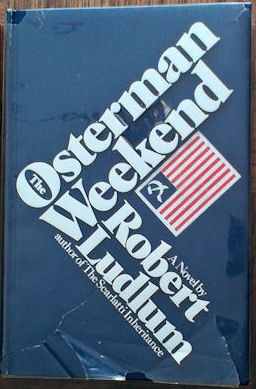 The
Osterman
Weekend
A Novel by
Robert
Ludlum
author of The Scarlatti Inheritance